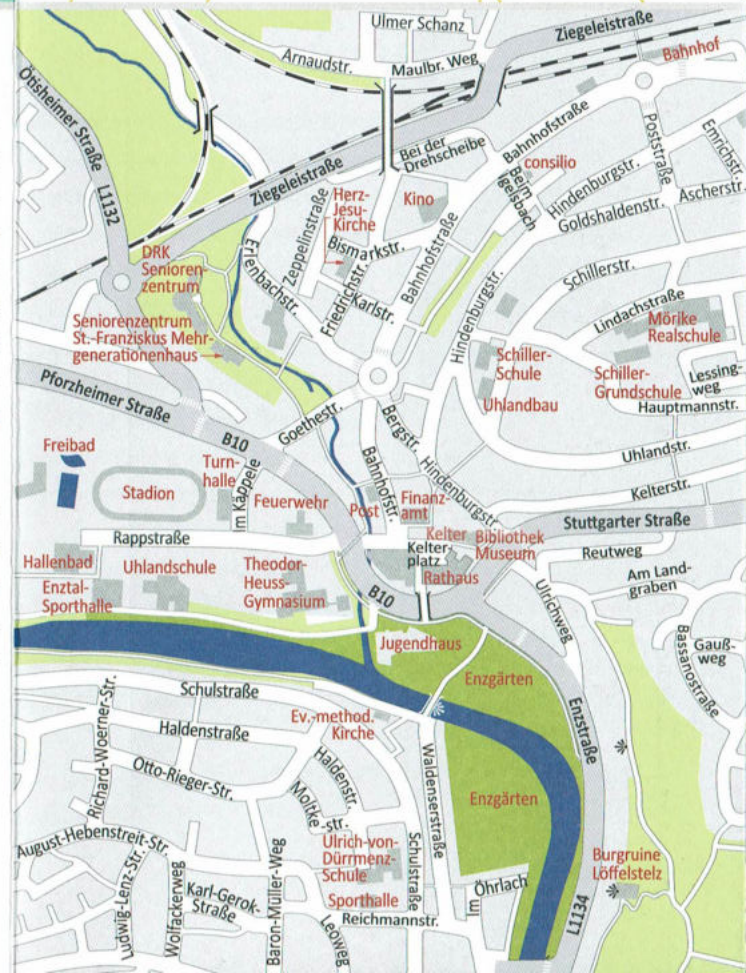 Ulmer Schanz
Ziegeleistraße
Arnaudstr.
Maulbr. Weg
Bahnhof
Ötisheimer Straße
L1132
Bei der
Drehscheibe
Bahnhofstraße
Poststraße
Emrichstr.
Ziegeleistraße
consilio
Beim
Igelsbach
Hindenburgstr.
Ascherstr.
Goldshaldenstr.
Zeppelinstraße
Herz-
Jesu-
Kirche
Kino
Bismarkstr.
Bahnhofstraße
DRK
Senioren-
zentrum
Erlenbachstr.
Friedrichstr.
Karlstr.
Hindenburgstr.
Schillerstr.
Lindachstraße
Mörike
Realschule
Seniorenzentrum
St.-Franziskus Mehr-
generationenhaus
Schiller-
Schule
Uhlandbau
Schiller-
Grundschule
Lessing-
weg
Hauptmannstr.
Pforzheimer Straße
B10
Goethestr.
Bergstr.
Hindenburgstr.
Uhlandstr.
Kelterstr.
Freibad
Stadion
Turn-
halle
Im Käppele
Feuerwehr
Bahnhofstr.
Post
Finanz-
amt
Stuttgarter Straße
Rappstraße
Kelter
Kelter-
platz
Bibliothek
Museum
Rathaus
Reutweg
Hallenbad
Uhlandschule
Theodor-
Heuss-
Gymnasium
Enztal-
Sporthalle
B10
Ulrichweg
Am Land-
graben
Bassanostraße
Gauß-
weg
Jugendhaus
Enzgärten
Enzstraße
Schulstraße
Richard-Woerner-Str.
Haldenstraße
Ev.-method.
Kirche
Otto-Rieger-Str.
Haldenstr.
Moltke-
-str.
Waldenserstraße
Enzgärten
August-Hebenstreit-Str.
Ludwig-Lenz-Str.
Wolfackerweg
Karl-Gerok-
Straße
Baron-Müller-Weg
Ulrich-von-
Dürrmenz-
Schule
Sporthalle
Schulstraße
Reichmannstr.
Leoweg
Im
Öhrlach
Burgruine
Löffelstelz
L1134